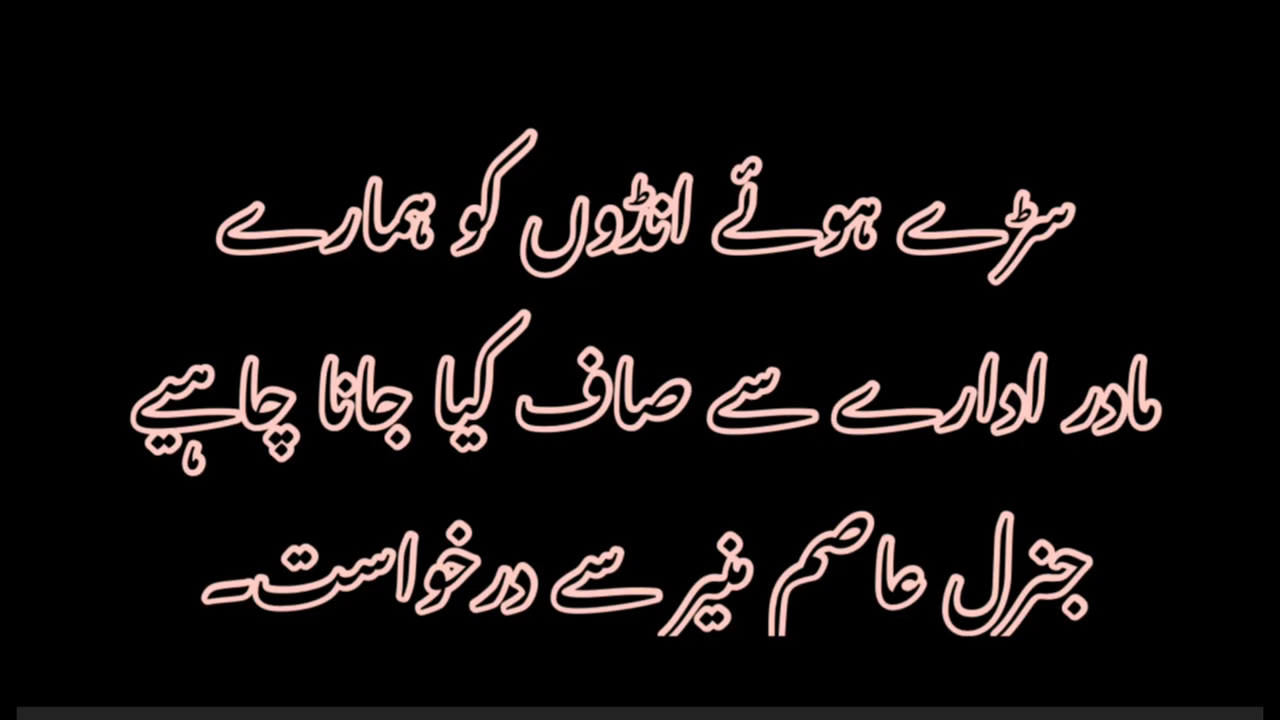 سڑے ہوئے انڈوں کو ہمارے
مادر ادارے سے صاف کیا جانا چاہیے
جنرل عاصم منیر سے درخواست۔